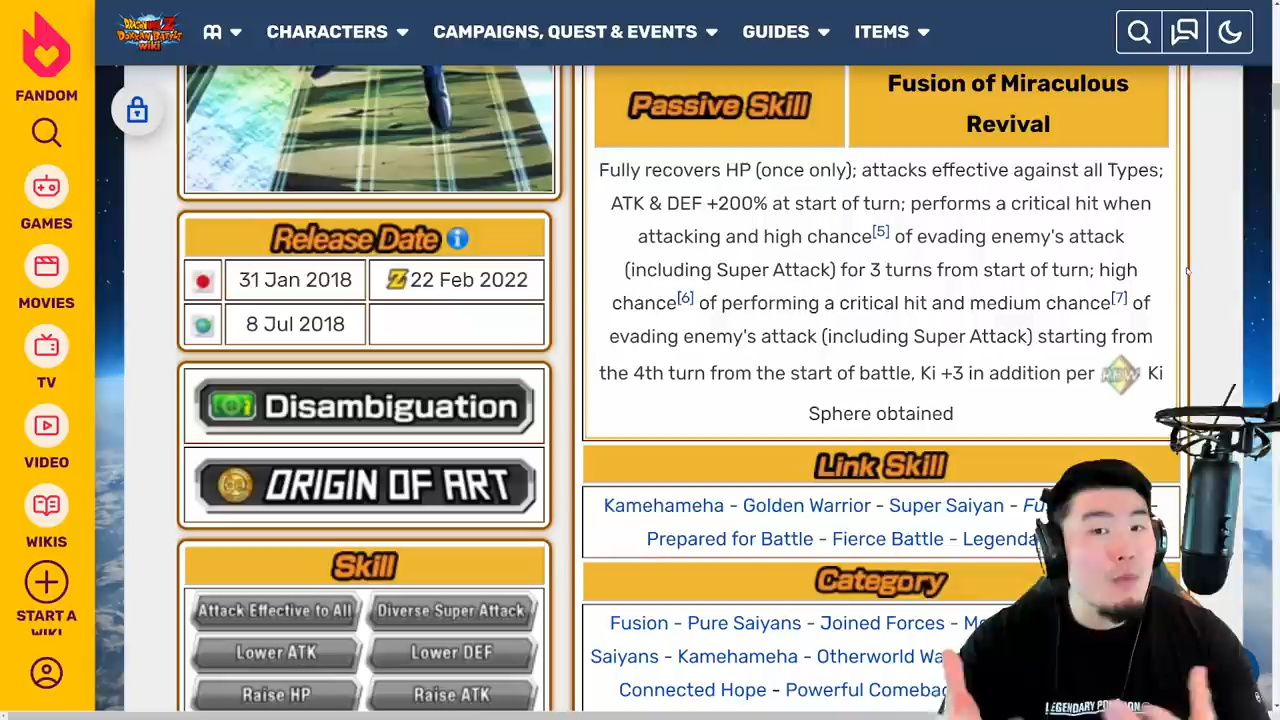 FANDOM
GAMES
MOVIES
TV
VIDEO
WIKIS
START A
DRAGON BALL Z
DOKKAN BATTLE
WIKI
CHARACTERS
CAMPAIGNS, QUEST & EVENTS
GUIDES
ITEMS
Release Date
31 Jan 2018
Z 22 Feb 2022
8 Jul 2018
Disambiguation
ORIGIN OF ART
Skill
Attack Effective to All
Diverse Super Attack
Lower ATK
Lower DEF
Raise HP
Raise ATK
Passive Skill
Fusion of Miraculous
Revival
Fully recovers HP (once only); attacks effective against all Types;
ATK & DEF +200% at start of turn; performs a critical hit when
attacking and high chance[5] of evading enemy's attack
(including Super Attack) for 3 turns from start of turn; high
chance[6] of performing a critical hit and medium chance[7] of
evading enemy's attack (including Super Attack) starting from
the 4th turn from the start of battle, Ki +3 in addition per RBW Ki
Sphere obtained
Link Skill
Kamehameha - Golden Warrior - Super Saiyan -
Prepared for Battle - Fierce Battle -
Category
Fusion - Pure Saiyans - Joined Forces -
Saiyans - Kamehameha - Otherworld
Connected Hope - Powerful
LEGENDARY